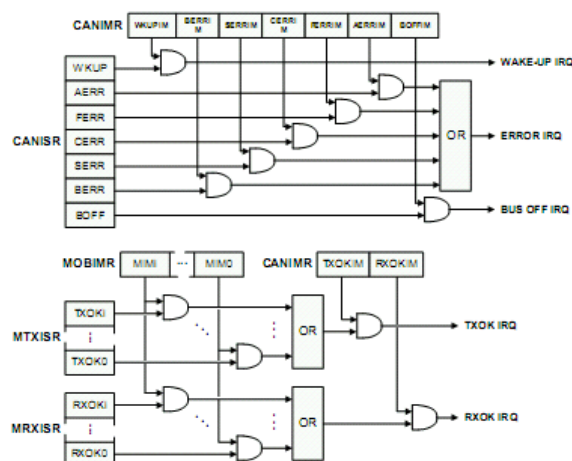 CANIMR WKUPIM BERRIM SERRIM CERRIM FERRIM AERRIM BOFFIM
WKUP
WAKE-UP IRQ
AERR
FERR
CANISR
CERR
OR
ERROR IRQ
SERR
BERR
BOFF
BUS OFF IRQ
MOBIMR MIMi ... MIM0 CANIMR TXOKIM RXOKIM
TXOKi
OR
TXOK IRQ
MTXISR
TXOK0
RXOKi
OR
RXOK IRQ
MRXISR
RXOK0